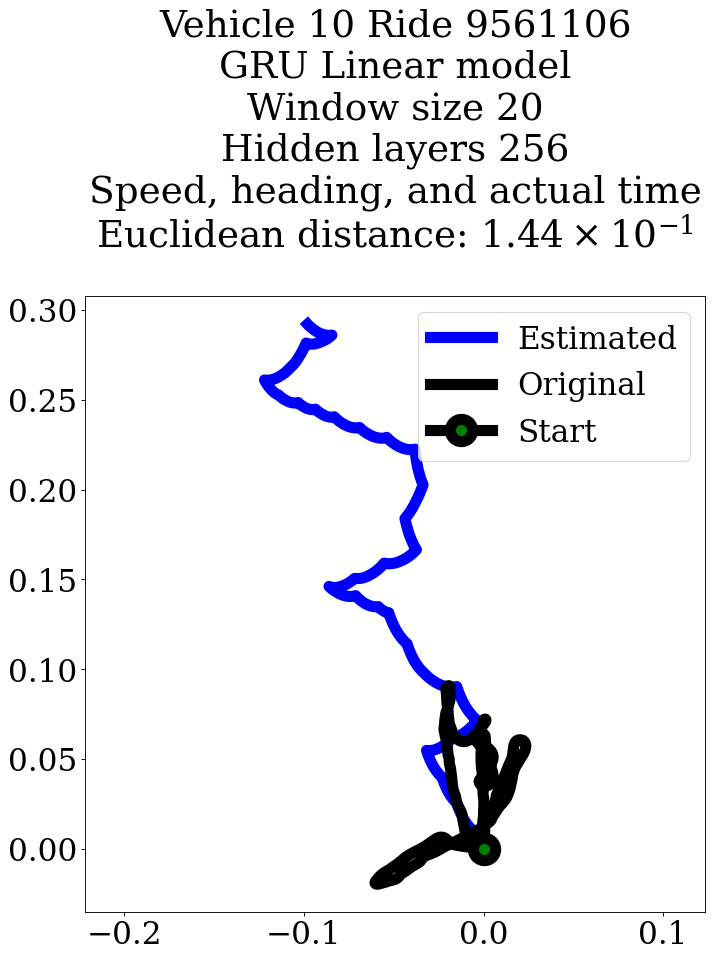 Vehicle 10 Ride 9561106
GRU Linear model
Window size 20
Hidden layers 256
Speed, heading, and actual time
Euclidean distance: 1.44 × 10⁻¹
0.30
0.25
0.20
0.15
0.10
0.05
0.00
−0.2
−0.1
0.0
0.1
Estimated
Original
Start